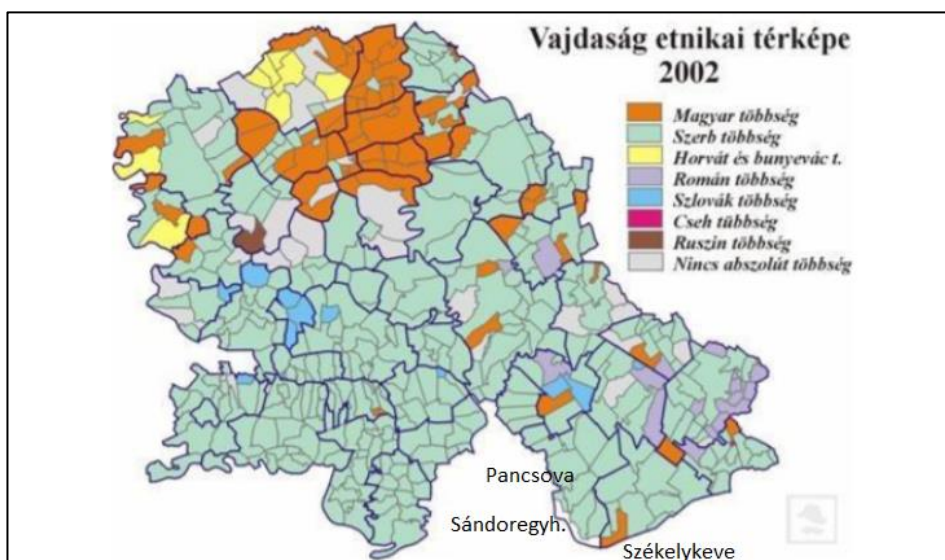 Vajdaság etnikai térképe
2002
Magyar többség
Szerb többség
Horvát és bunyevác t.
Román többség
Szlovák többség
Cseh tübbség
Ruszin többség
Nincs abszolút többség
Pancsova
Sándoregyh.
Székelykeve